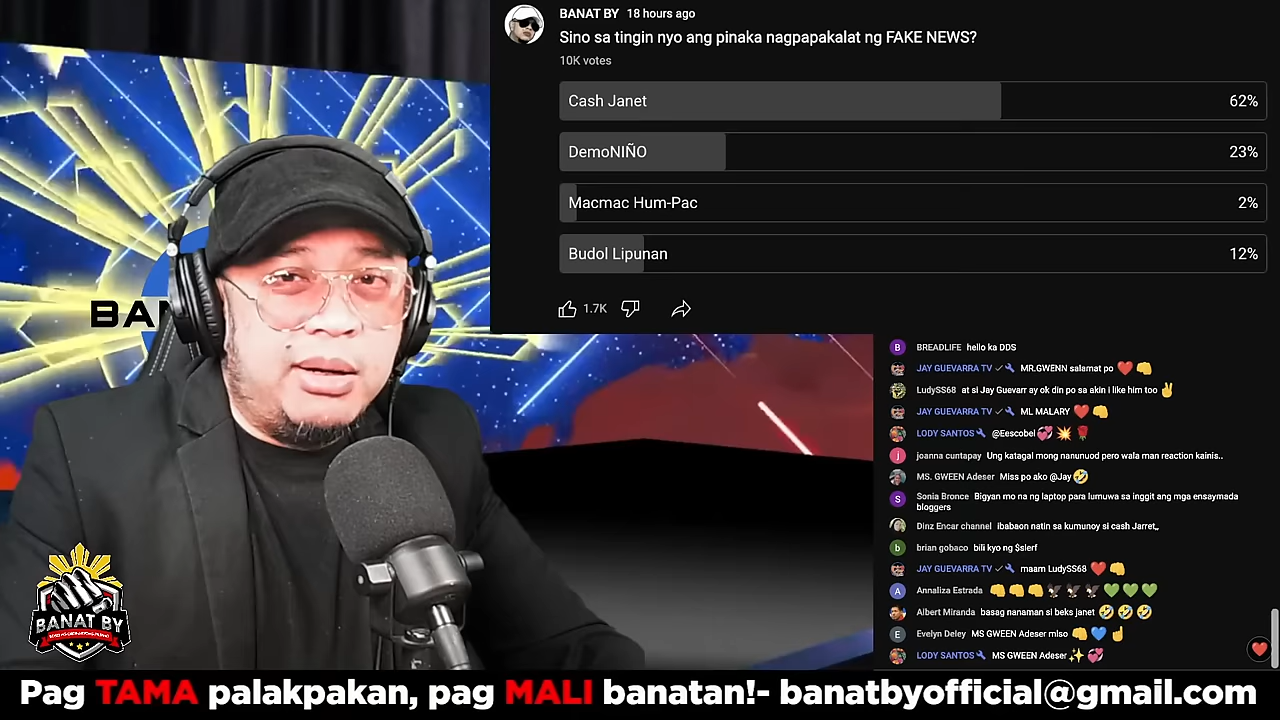 BANAT BY 18 hours ago
Sino sa tingin nyo ang pinaka nagpapakalat ng FAKE NEWS?
10K votes
Cash Janet 62%
DemoNIÑO 23%
Macmac Hum-Pac 2%
Budol Lipunan 12%
1.7K
BAN
B BREADLIFE hello ka DDS
JAY GUEVARRA TV ✓ MR.GWENN salamat po ❤️ 👊
LudySS68 at si Jay Guevarr ay ok din po sa akin i like him too ✌️
JAY GUEVARRA TV ✓ ML MALARY ❤️ 👊
LODY SANTOS @Eescobel 💞 💥 🌹
j joanna cuntapay Ung katagal mong nanunuod pero wala man reaction kainis..
MS. GWEEN Adeser Miss po ako @Jay 🤣
S Sonia Bronce Bigyan mo na ng laptop para lumuwa sa inggit ang mga ensaymada
bloggers
Dinz Encar channel ibabaon natin sa kumunoy si cash Jarret,,
b brian gobaco bili kyo ng $slerf
JAY GUEVARRA TV ✓ maam LudySS68 ❤️ 👊
A Annaliza Estrada 👊 👊 👊 🦅 🦅 🦅 💚 💚 💚
Albert Miranda basag nanaman si beks janet 🤣 🤣 🤣
E Evelyn Deley MS GWEEN Adeser mlso 👊 💙 ☝️
LODY SANTOS MS GWEEN Adeser ✨ 💞
BANAT BY
Pag TAMA palakpakan, pag MALI banatan!- banatbyofficial@gmail.com